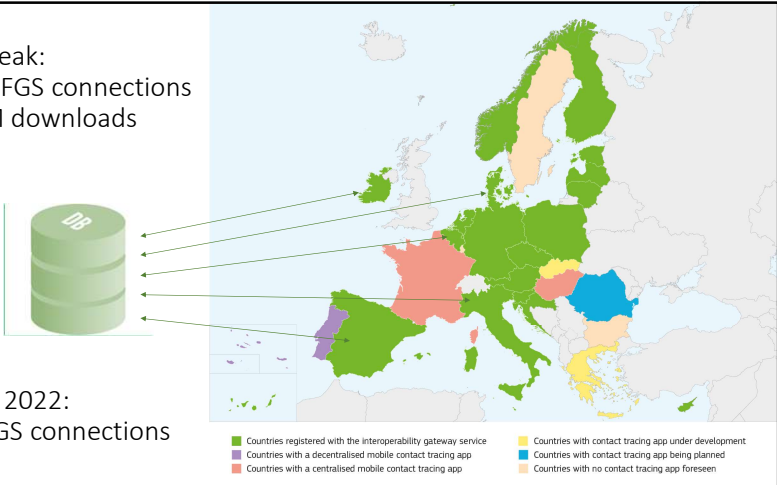 eak:
FGS connections
downloads
DB
2022:
GS connections
Countries registered with the interoperability gateway service
Countries with a decentralised mobile contact tracing app
Countries with a centralised mobile contact tracing app
Countries with contact tracing app under development
Countries with contact tracing app being planned
Countries with no contact tracing app foreseen